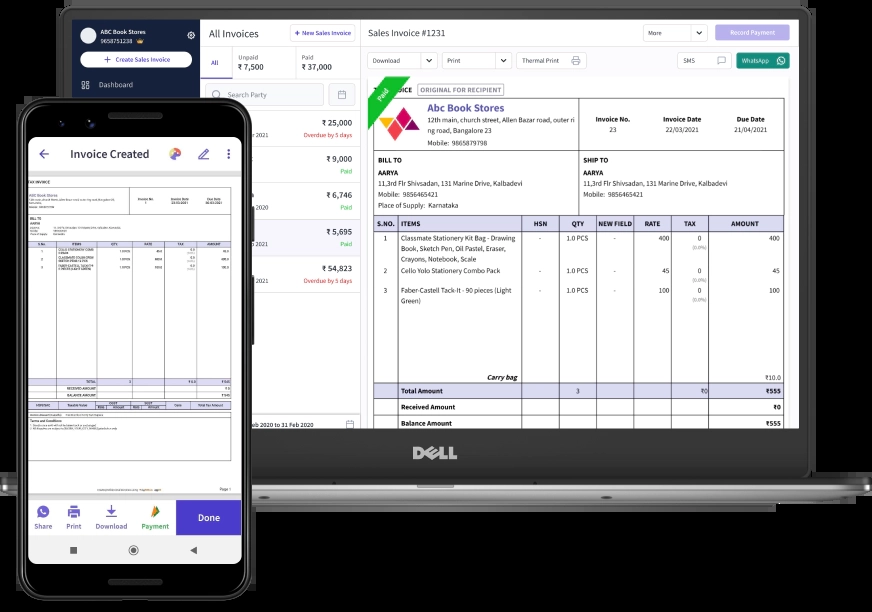 ABC Book Stores
9658751238
+ Create Sales Invoice
Dashboard
All Invoices
+ New Sales Invoice
All
Unpaid
₹ 7,500
Paid
₹ 37,000
Search Party
₹ 25,000
2021
Overdue by 5 days
₹ 9,000
Paid
₹ 6,746
2020
Paid
₹ 5,695
2021
Paid
₹ 54,823
2021
Overdue by 5 days
eb 2020 to 31 Feb 2020
Sales Invoice #1231
More
Record Payment
Download
Print
Thermal Print
SMS
WhatsApp
Paid
OICE ORIGINAL FOR RECIPIENT
Abc Book Stores
12th main, church street, Allen Bazar road, outer ri
ng road, Bangalore 23
Mobile: 9865879798
Invoice No.
23
Invoice Date
22/03/2021
Due Date
21/04/2021
BILL TO
AARYA
11,3rd Flr Shivsadan, 131 Marine Drive, Kalbadevi
Mobile: 9856465421
Place of Supply: Karnataka
SHIP TO
AARYA
11,3rd Flr Shivsadan, 131 Marine Drive, Kalbadevi
Mobile: 9856465421
S.NO. ITEMS HSN QTY NEW FIELD RATE TAX AMOUNT
1 Classmate Stationery Kit Bag - Drawing - 1.0 PCS - 400 0 400
Book, Sketch Pen, Oil Pastel, Eraser, (0.0%)
Crayons, Notebook, Scale
2 Cello Yolo Stationery Combo Pack - 1.0 PCS - 45 0 45
(0.0%)
3 Faber-Castell Tack-It - 90 pieces (Light - 1.0 PCS - 100 0 100
Green) (0.0%)
Carry bag ₹10.0
Total Amount 3 ₹0 ₹555
Received Amount ₹0
Balance Amount ₹555
DELL
Invoice Created
TAX INVOICE
Abc Book Stores
BILL TO
AARYA
S.No. ITEMS QTY. RATE TAX AMOUNT
TOTAL 3
RECEIVED AMOUNT
BALANCE AMOUNT
Terms and Conditions
Page 1
Share
Print
Download
Payment
Done